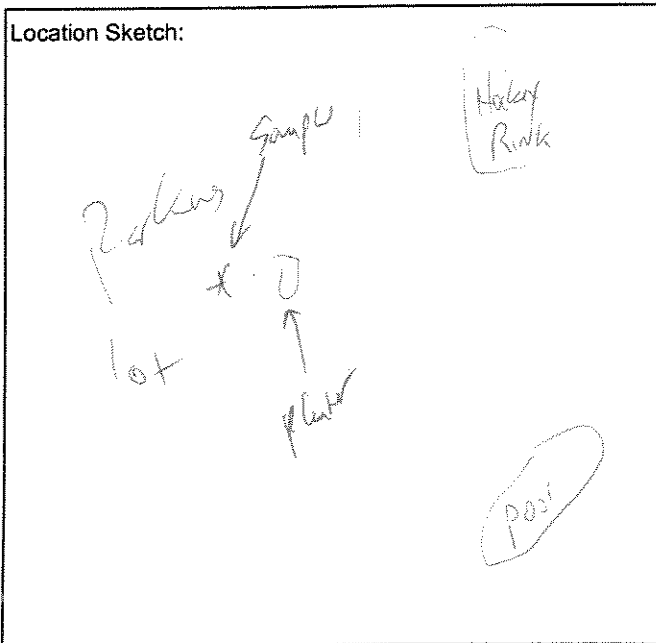 Location Sketch:
Hockey
Rink
Sample
Parking
lot
planter
pool